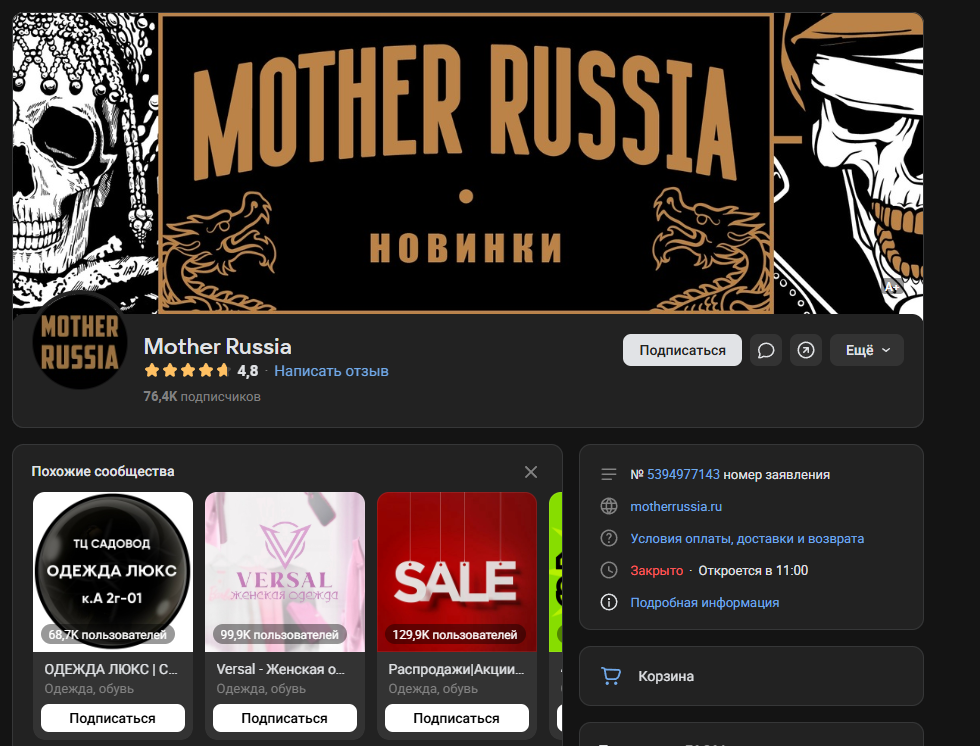 MOTHER RUSSIA
НОВИНКИ
A+
MOTHER
RUSSIA
Mother Russia
4,8 · Написать отзыв
76,4K подписчиков
Подписаться
Ещё
Похожие сообщества
ТЦ САДОВОД
ОДЕЖДА ЛЮКС
к.А 2г-01
68,7K пользователей
ОДЕЖДА ЛЮКС | С...
Одежда, обувь
Подписаться
VERSAL
женская одежда
99,9K пользователей
Versal - Женская о...
Одежда, обувь
Подписаться
SALE
129,9K пользователей
Распродажи|Акции...
Одежда, обувь
Подписаться
№ 5394977143 номер заявления
motherrussia.ru
Условия оплаты, доставки и возврата
Закрыто · Откроется в 11:00
Подробная информация
Корзина